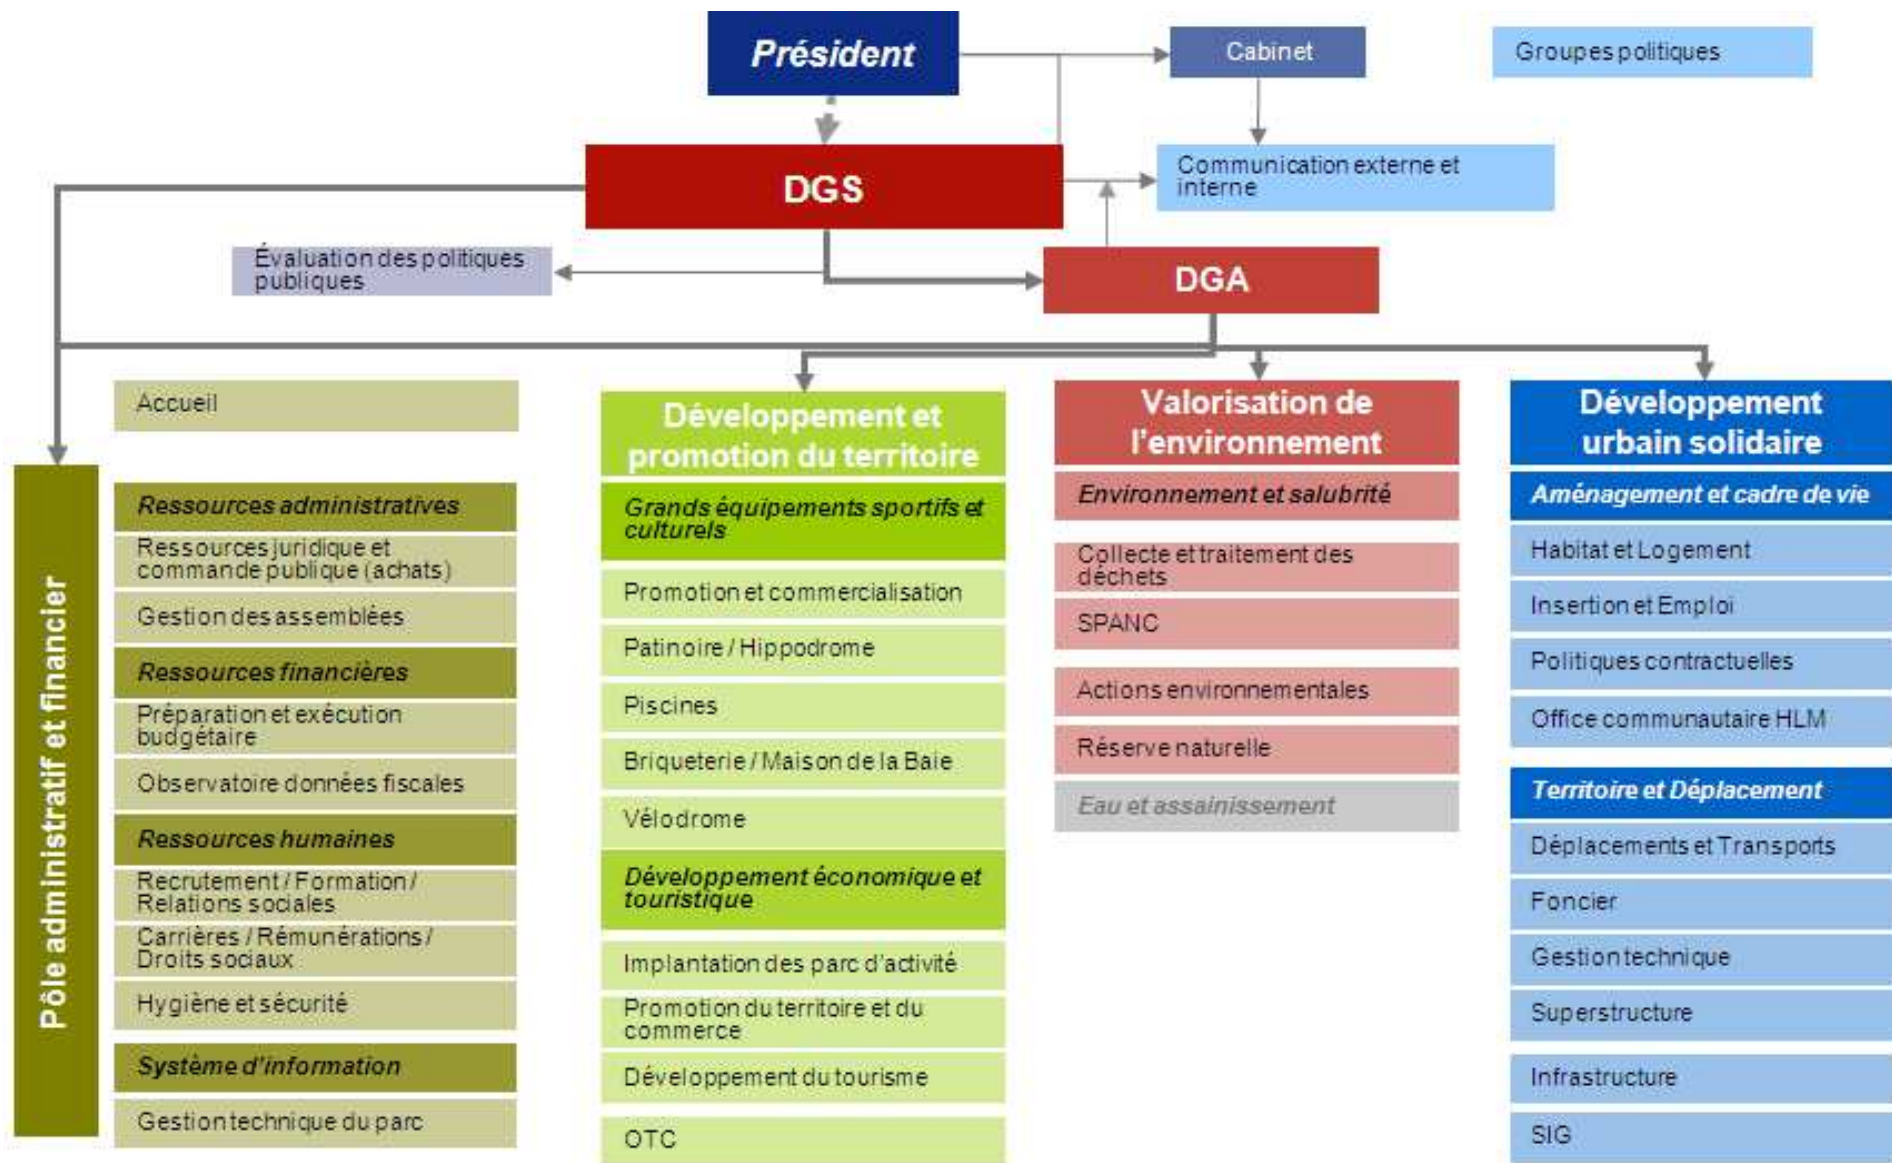 Président
Cabinet
Groupes politiques
DGS
Communication externe et
interne
Évaluation des politiques
publiques
DGA
Pôle administratif et financier
Accueil
Ressources administratives
Ressources juridique et
commande publique (achats)
Gestion des assemblées
Ressources financières
Préparation et exécution
budgétaire
Observatoire données fiscales
Ressources humaines
Recrutement / Formation /
Relations sociales
Carrières / Rémunérations /
Droits sociaux
Hygiène et sécurité
Système d'information
Gestion technique du parc
Développement et
promotion du territoire
Grands équipements sportifs et
culturels
Promotion et commercialisation
Patinoire / Hippodrome
Piscines
Briqueterie / Maison de la Baie
Vélodrome
Développement économique et
touristique
Implantation des parc d'activité
Promotion du territoire et du
commerce
Développement du tourisme
OTC
Valorisation de
l'environnement
Environnement et salubrité
Collecte et traitement des
déchets
SPANC
Actions environnementales
Réserve naturelle
Eau et assainissement
Développement
urbain solidaire
Aménagement et cadre de vie
Habitat et Logement
Insertion et Emploi
Politiques contractuelles
Office communautaire HLM
Territoire et Déplacement
Déplacements et Transports
Foncier
Gestion technique
Superstructure
Infrastructure
SIG